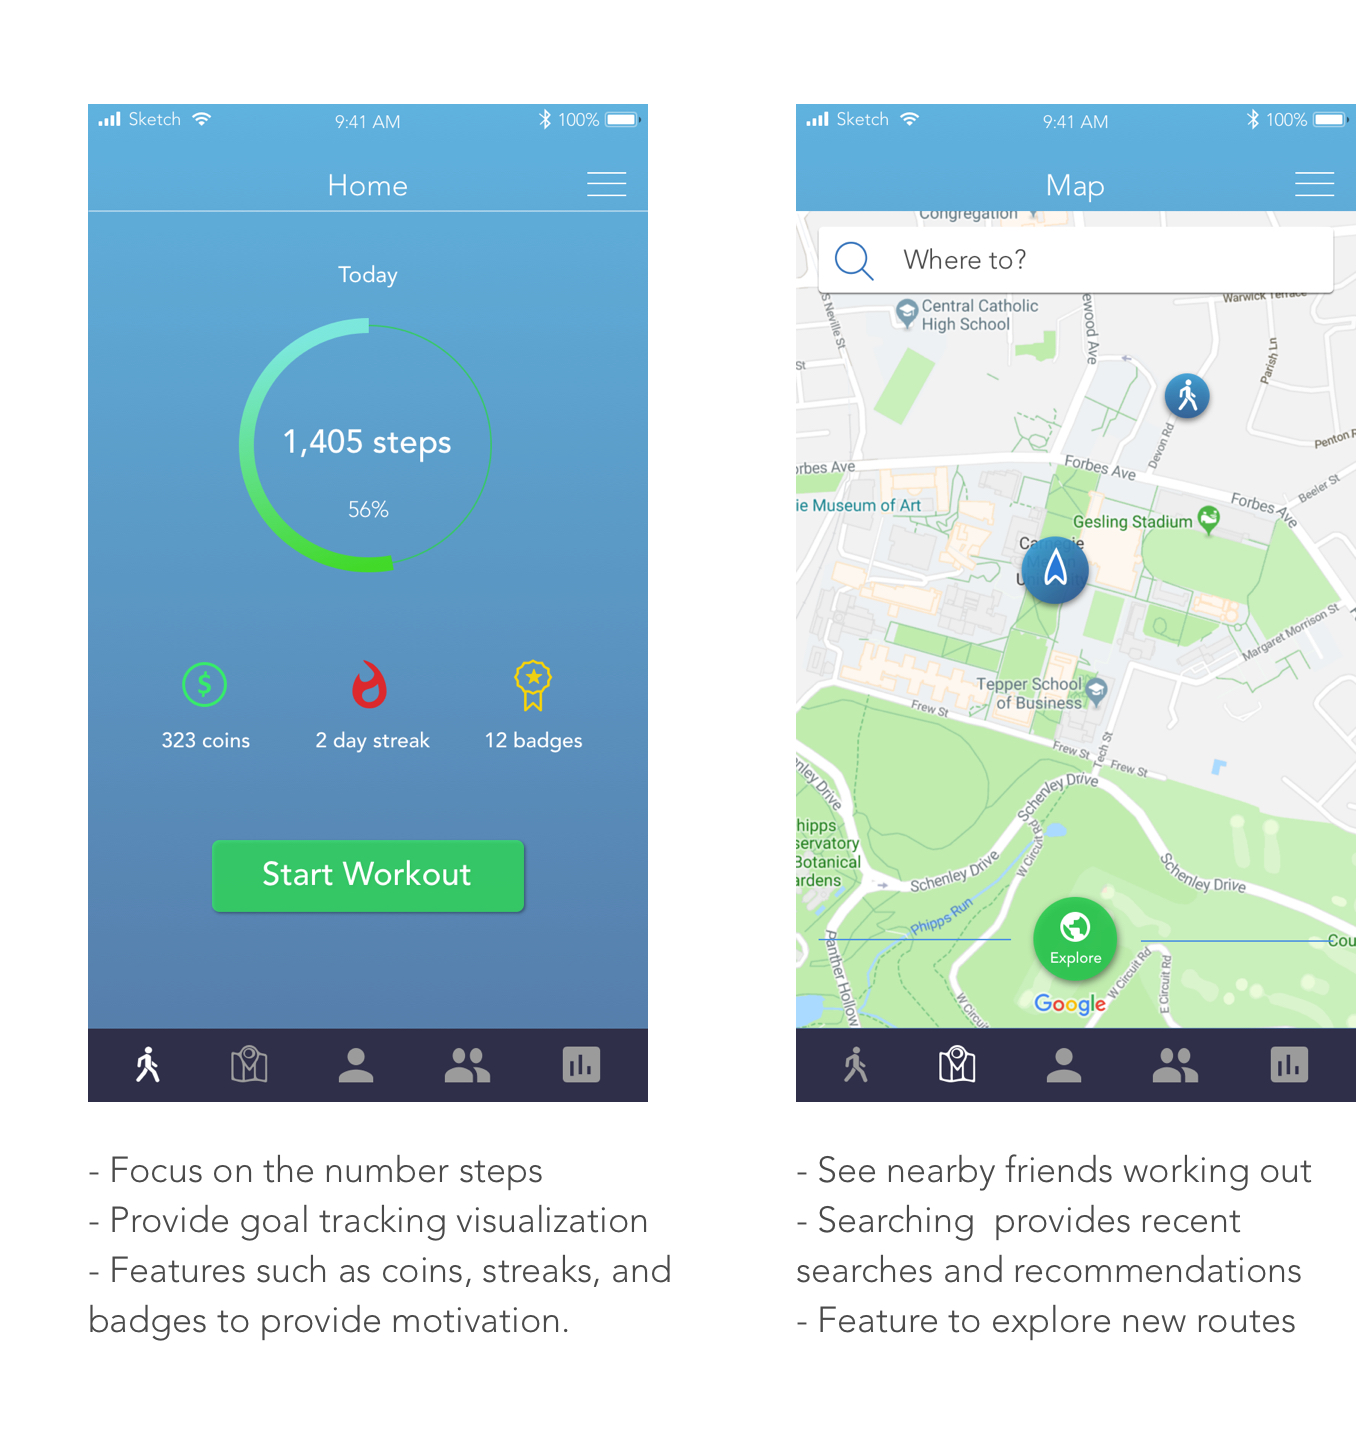 Sketch
9:41 AM
100%
Home
Today
1,405 steps
56%
323 coins
2 day streak
12 badges
Start Workout
- Focus on the number steps
- Provide goal tracking visualization
- Features such as coins, streaks, and
badges to provide motivation.
Sketch
9:41 AM
100%
Map
Congregation
Where to?
Warwick Terrace
S Neville St
Central Catholic
High School
ewood Ave
Parish Ln
St
Devon Rd
Penton R
orbes Ave
Forbes Ave
Forbes Ave
Beeler St
ie Museum of Art
Gesling Stadium
Carnegie
Mellon
University
Margaret Morrison St
Tepper School
of Business
Frew St
Frew St
Tech St
Frew St
nley Drive
Schenley Drive
hipps
servatory
Botanical
ardens
W Circuit Rd
Schenley Drive
Schenley Drive
Phipps Run
Panther Hollow
Explore
Cou
W Circuit Rd
E Circuit Rd
W Circui
Google
- See nearby friends working out
- Searching  provides recent
searches and recommendations
- Feature to explore new routes